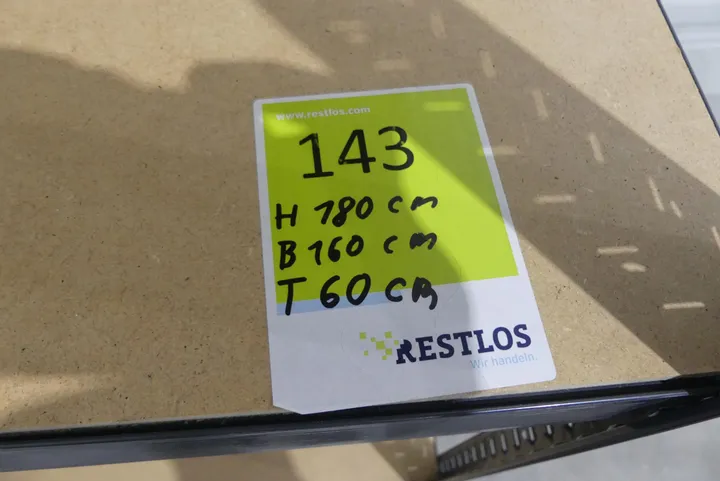 www.restlos.com
143
H 180 cm
B 160 cm
T 60 cm
RESTLOS
Wir handeln.